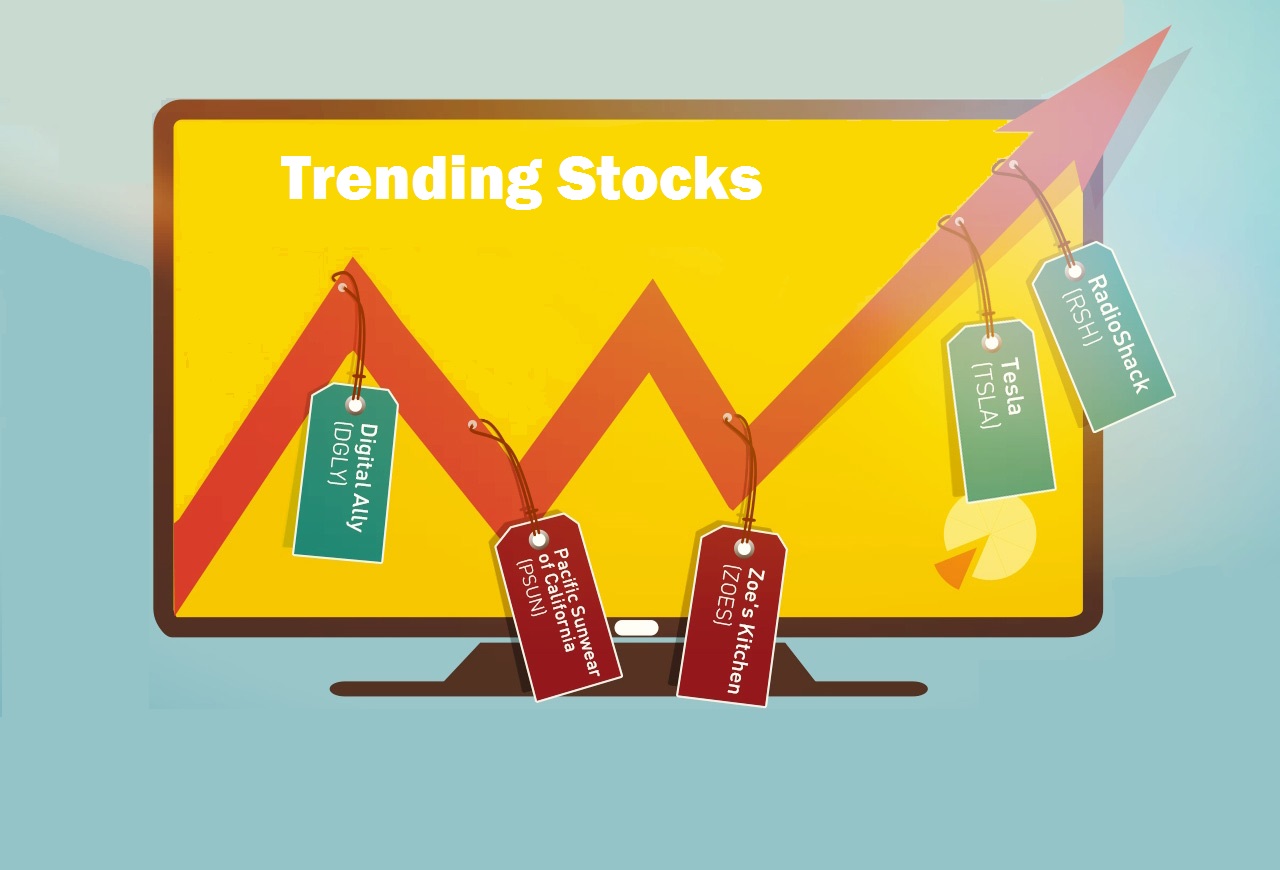 Trending Stocks
Digital Ally
(DGLY)
Pacific Sunwear
of California
(PSUN)
Zoe's Kitchen
(ZOES)
Tesla
(TSLA)
RadioShack
(RSH)